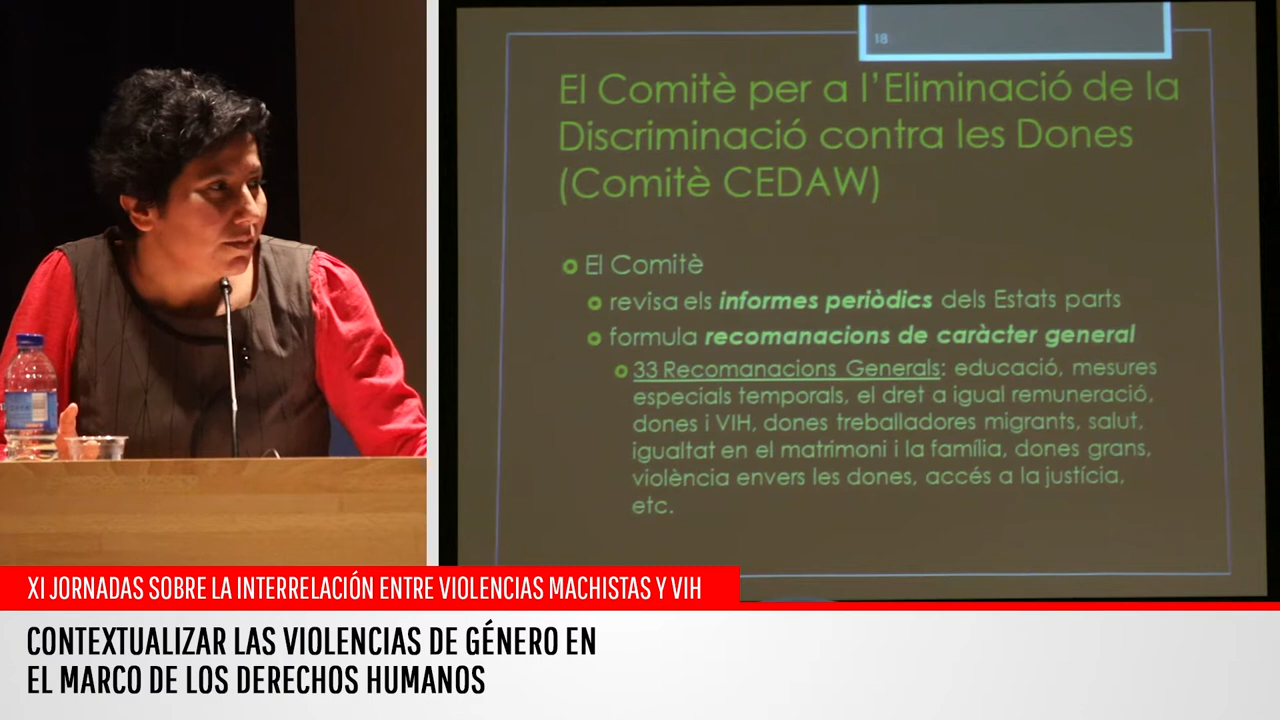 18
El Comitè per a l'Eliminació de la
Discriminació contra les Dones
(Comitè CEDAW)
El Comitè
revisa els informes periòdics dels Estats parts
formula recomanacions de caràcter general
33 Recomanacions Generals: educació, mesures
especials temporals, el dret a igual remuneració,
dones i VIH, dones treballadores migrants, salut,
igualtat en el matrimoni i la família, dones grans,
violència envers les dones, accés a la justícia,
etc.
XI JORNADAS SOBRE LA INTERRELACIÓN ENTRE VIOLENCIAS MACHISTAS Y VIH
CONTEXTUALIZAR LAS VIOLENCIAS DE GÉNERO EN
EL MARCO DE LOS DERECHOS HUMANOS